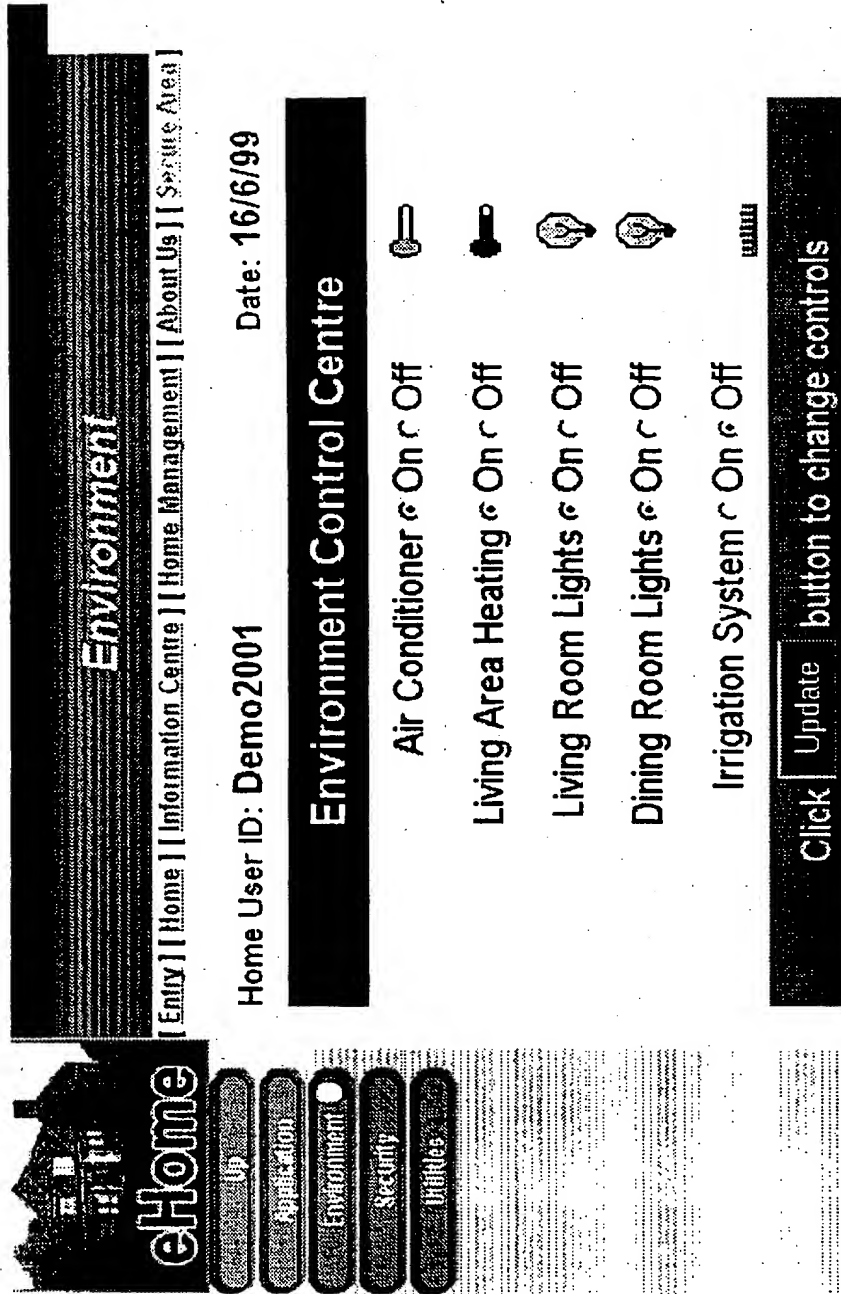 Environment
[ Entry ] [ Home ] [ Information Centre ] [ Home Management ] [ About Us ] [ Secure Area ]
eHome
Up
Application
Environment
Security
Utilities
Home User ID: Demo2001 Date: 16/6/99
Environment Control Centre
Air Conditioner On Off
Living Area Heating On Off
Living Room Lights On Off
Dining Room Lights On Off
Irrigation System On Off
Click Update button to change controls